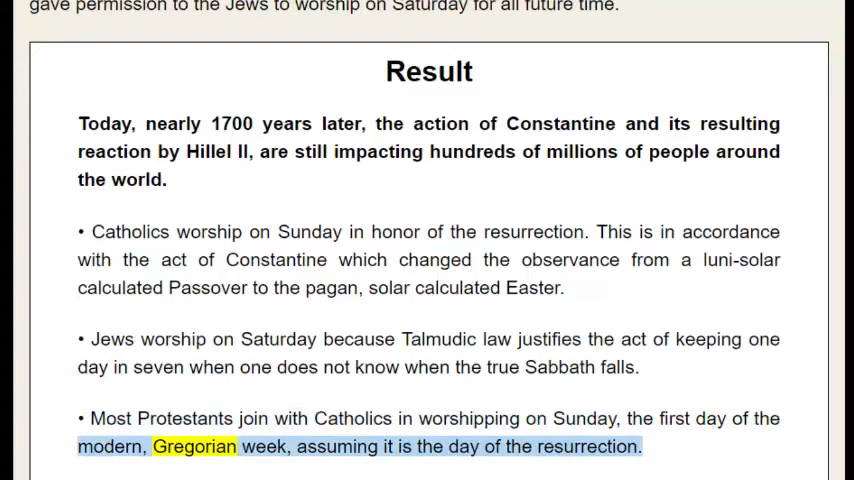 gave permission to the Jews to worship on Saturday for all future time.
Result
Today, nearly 1700 years later, the action of Constantine and its resulting
reaction by Hillel II, are still impacting hundreds of millions of people around
the world.
• Catholics worship on Sunday in honor of the resurrection. This is in accordance
with the act of Constantine which changed the observance from a luni-solar
calculated Passover to the pagan, solar calculated Easter.
• Jews worship on Saturday because Talmudic law justifies the act of keeping one
day in seven when one does not know when the true Sabbath falls.
• Most Protestants join with Catholics in worshipping on Sunday, the first day of the
modern, Gregorian week, assuming it is the day of the resurrection.